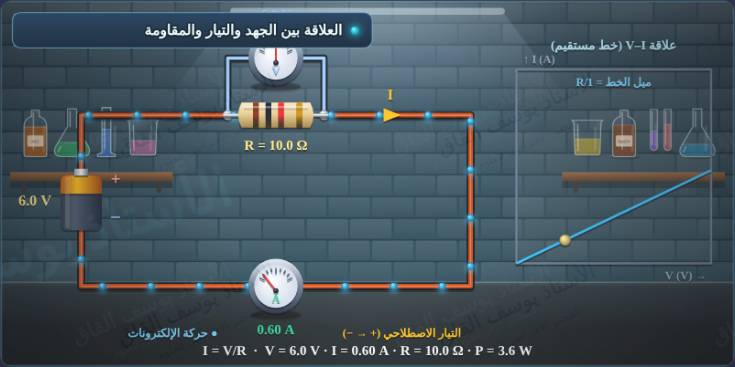 العلاقة بين الجهد والتيار والمقاومة
علاقة V–I (خط مستقيم)
↑ I (A)
ميل الخط = 1/R
V
I
R = 10.0 Ω
+
6.0 V
−
V (V) →
A
0.60 A
التيار الاصطلاحي (+ → −)
● حركة الإلكترونات
I = V/R · V = 6.0 V · I = 0.60 A · R = 10.0 Ω · P = 3.6 W